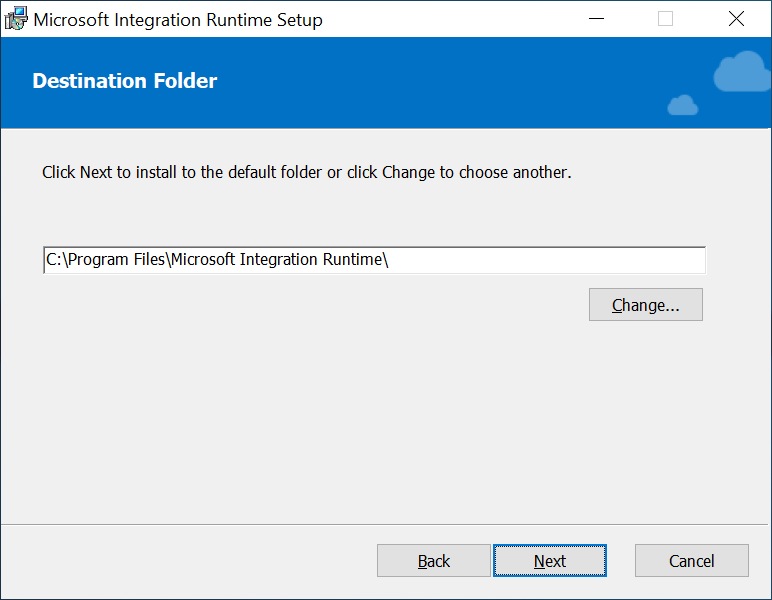 Microsoft Integration Runtime Setup
Destination Folder
Click Next to install to the default folder or click Change to choose another.
C:\Program Files\Microsoft Integration Runtime\
Change...
Back
Next
Cancel